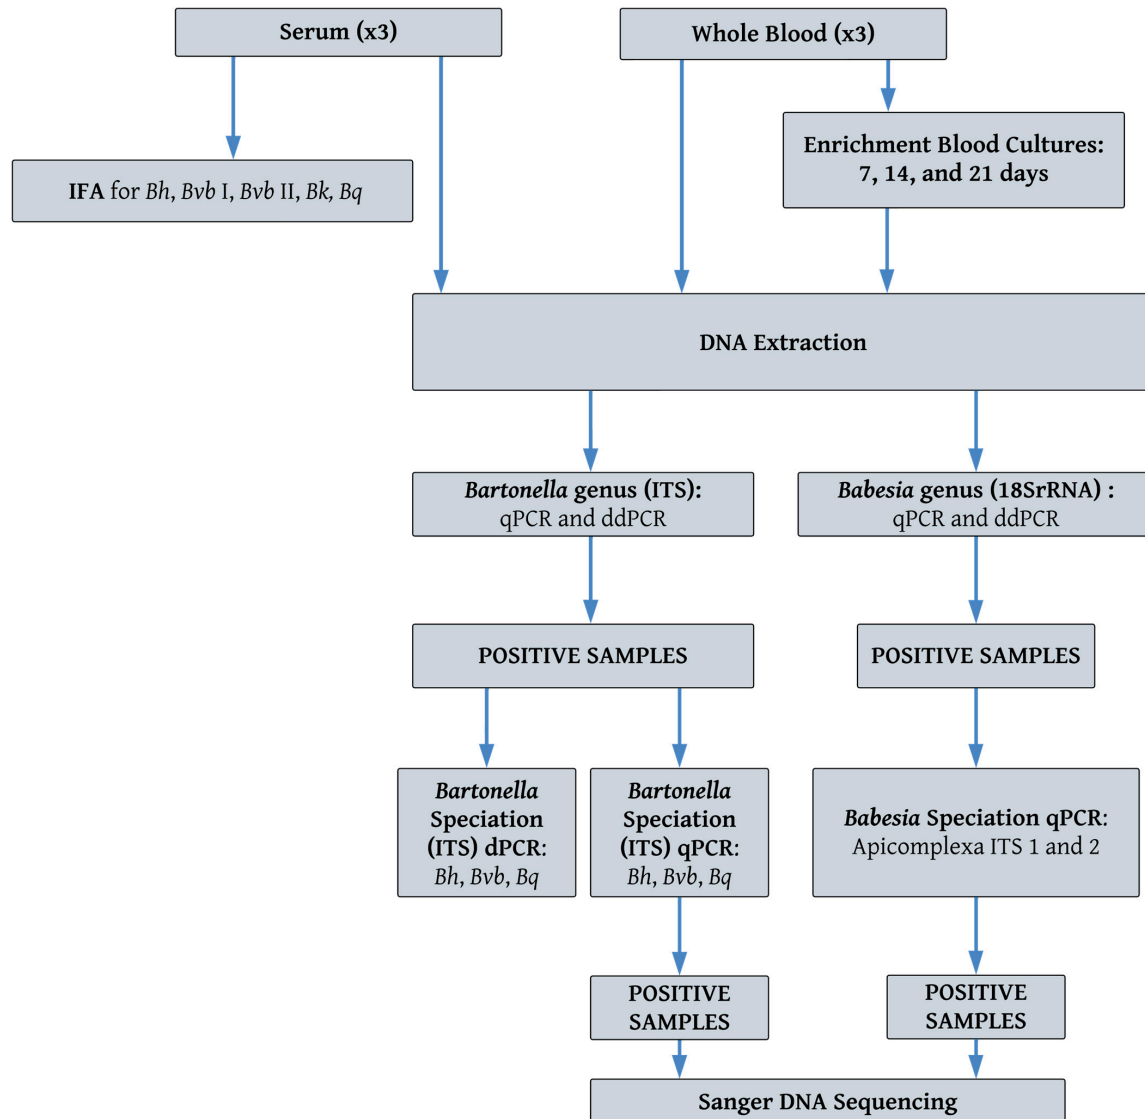 Serum (x3)
Whole Blood (x3)
Enrichment Blood Cultures:
7, 14, and 21 days
IFA for Bh, Bvb I, Bvb II, Bk, Bq
DNA Extraction
Bartonella genus (ITS):
qPCR and ddPCR
Babesia genus (18SrRNA) :
qPCR and ddPCR
POSITIVE SAMPLES
POSITIVE SAMPLES
Bartonella
Speciation
(ITS) dPCR:
Bh, Bvb, Bq
Bartonella
Speciation
(ITS) qPCR:
Bh, Bvb, Bq
Babesia Speciation qPCR:
Apicomplexa ITS 1 and 2
POSITIVE
SAMPLES
POSITIVE
SAMPLES
Sanger DNA Sequencing